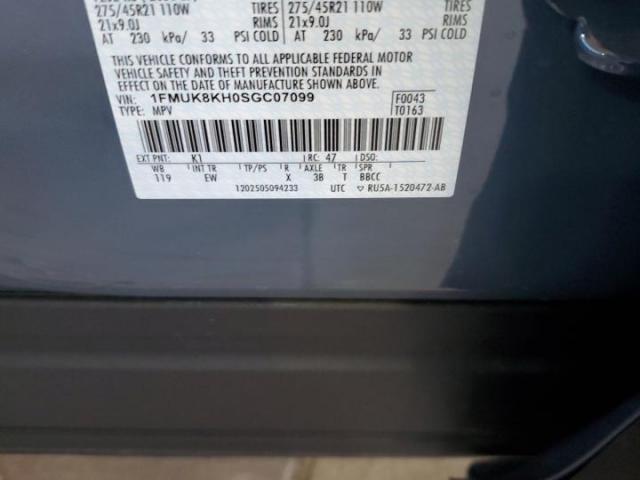 275/45R21 110W TIRES 275/45R21 110W TIRES
21x9.0J RIMS 21x9.0J RIMS
AT 230 kPa/ 33 PSI COLD AT 230 kPa/ 33 PSI COLD
THIS VEHICLE CONFORMS TO ALL APPLICABLE FEDERAL MOTOR
VEHICLE SAFETY AND THEFT PREVENTION STANDARDS IN
EFFECT ON THE DATE OF MANUFACTURE SHOWN ABOVE.
VIN: 1FMUK8KH0SGC07099 F0043
TYPE: MPV T0163
EXT PNT: K1 RC: 47 DSO:
WB INT TR TP/PS R AXLE TR SPR
119 EW X 3B T BBCC
1202505094233 UTC ▽ RU5A-1520472-AB